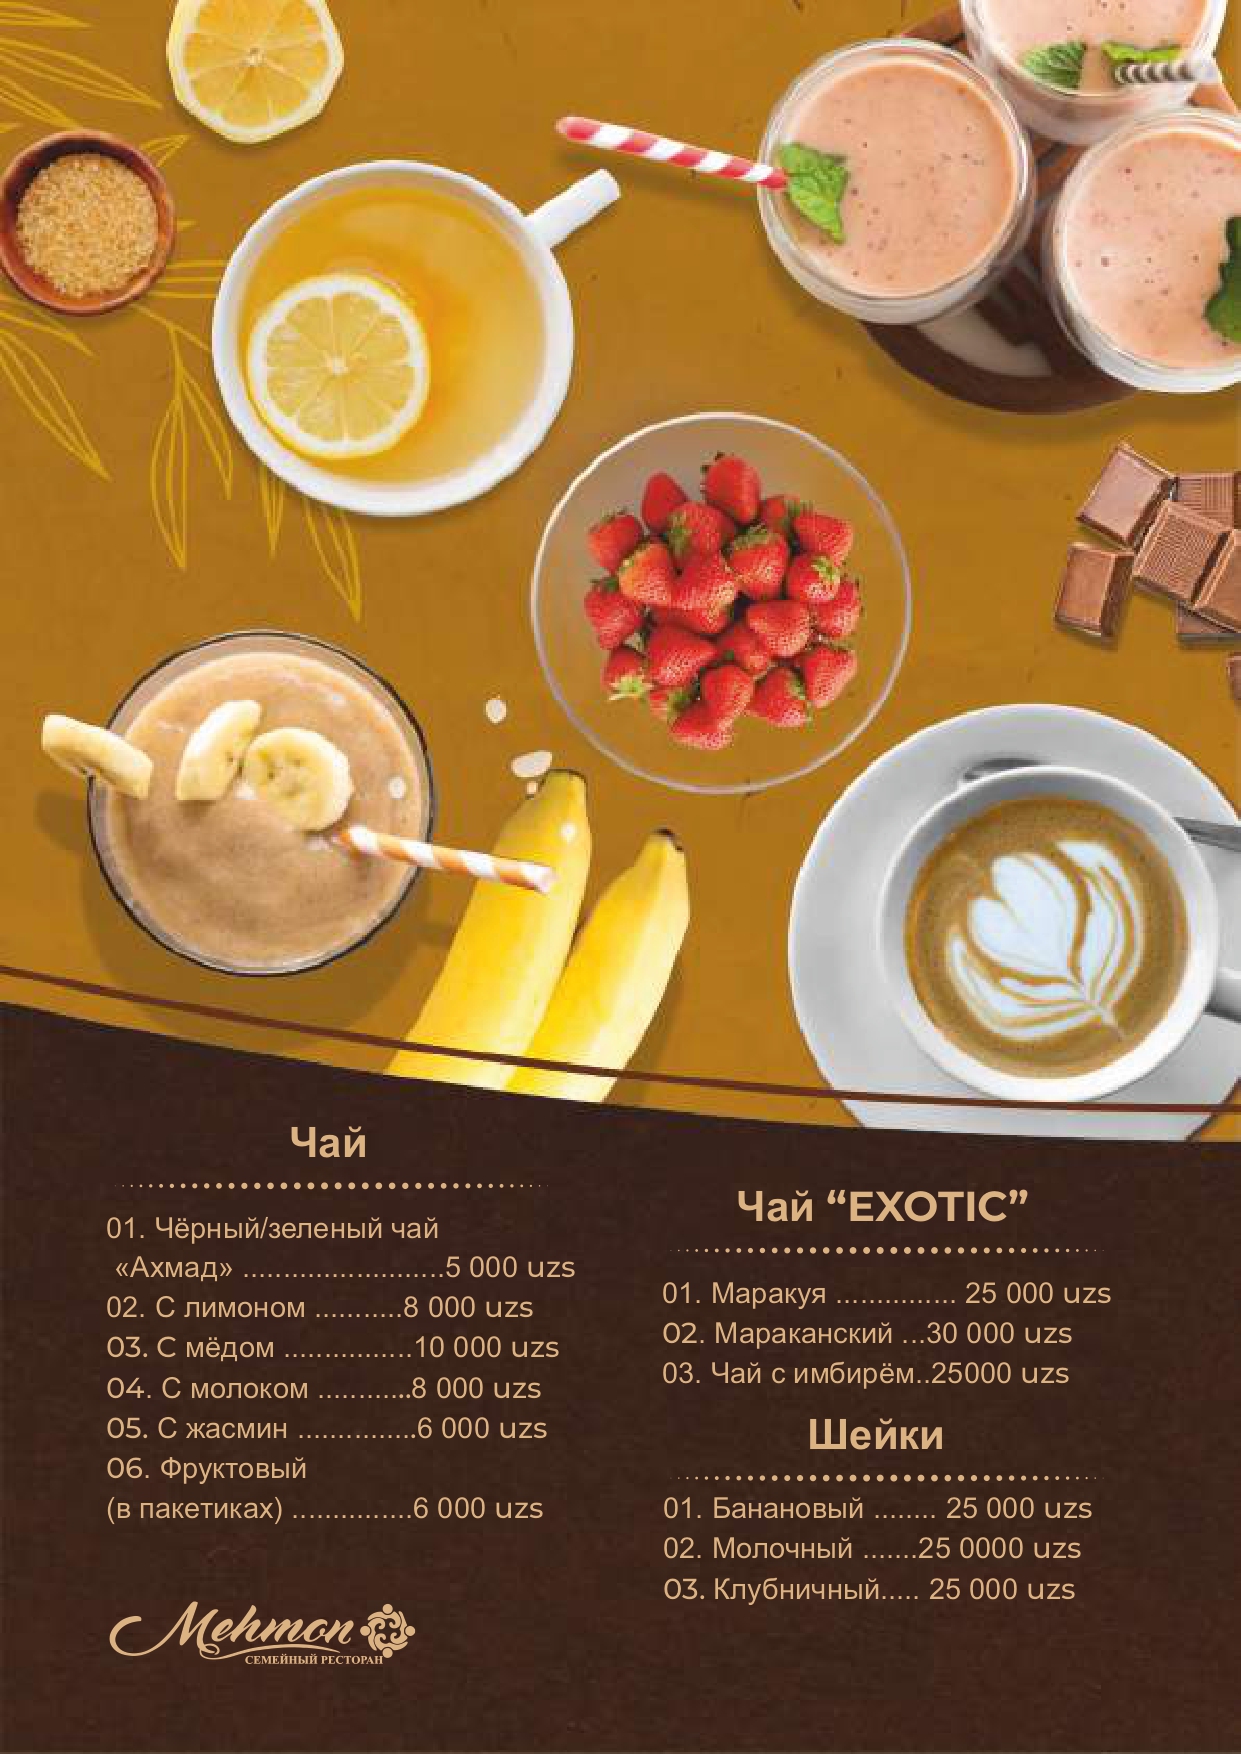 Чай
01. Чёрный/зеленый чай
«Ахмад» .........................5 000 uzs
02. С лимоном ...........8 000 uzs
03. С мёдом ................10 000 uzs
04. С молоком ............8 000 uzs
05. С жасмин ...............6 000 uzs
06. Фруктовый
(в пакетиках) ...............6 000 uzs
Чай “EXOTIC”
01. Маракуя ............... 25 000 uzs
02. Мараканский ...30 000 uzs
03. Чай с имбирём..25000 uzs
Шейки
01. Банановый ........ 25 000 uzs
02. Молочный .......25 0000 uzs
03. Клубничный..... 25 000 uzs
Mehmon
СЕМЕЙНЫЙ РЕСТОРАН